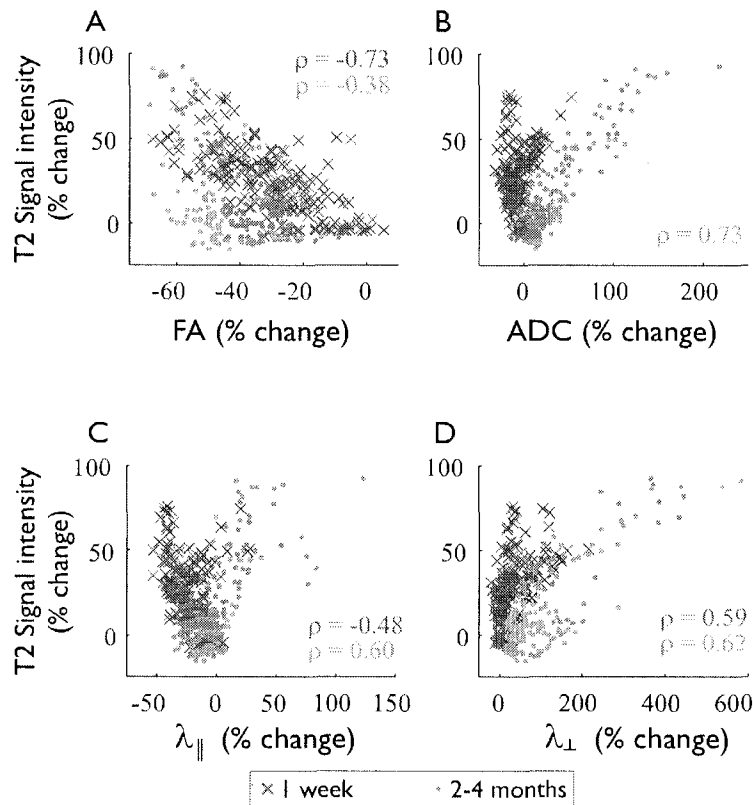 A
B
T2 Signal intensity
(% change)
100
50
0
ρ = -0.73
ρ = -0.38
-60 -40 -20 0
FA (% change)
100
50
0
ρ = 0.73
0 100 200
ADC (% change)
C
D
T2 Signal intensity
(% change)
100
50
0
ρ = -0.48
ρ = 0.60
-50 0 50 100 150
λ∥ (% change)
100
50
0
ρ = 0.59
ρ = 0.62
0 200 400 600
λ⊥ (% change)
× 1 week 2-4 months